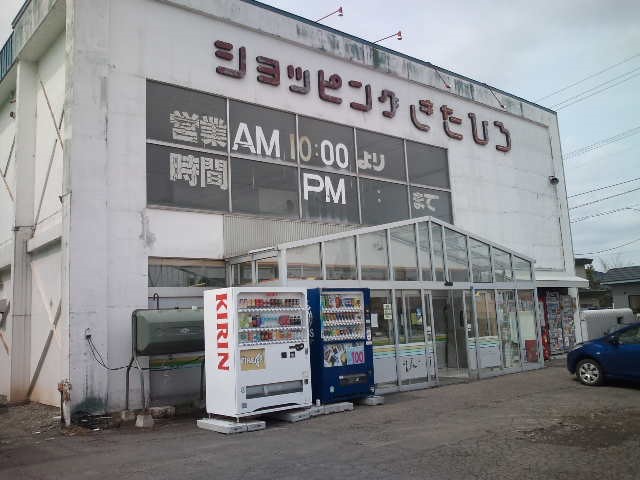 ショッピングきたひろ
営業時間 AM 10:00 より
PM : まで
KIRIN
100